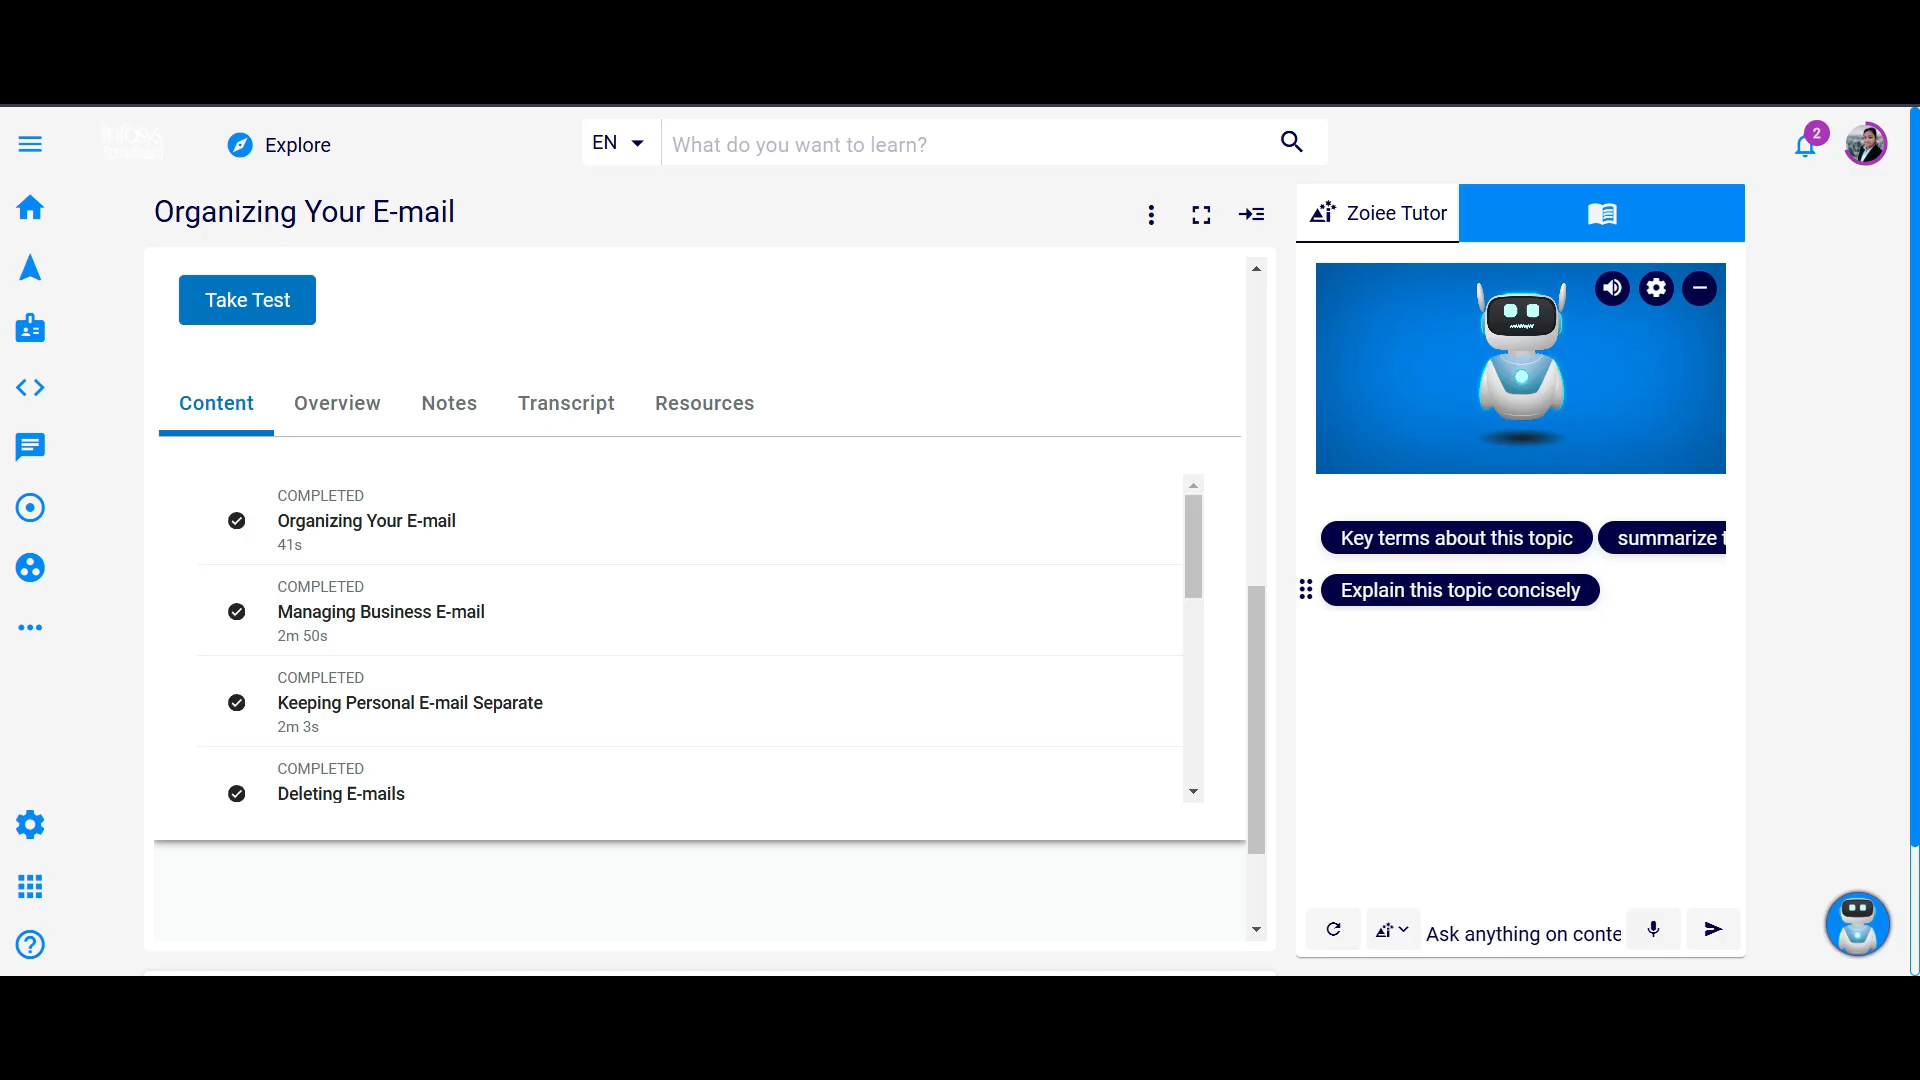 Explore
EN
What do you want to learn?
2
Organizing Your E-mail
Zoiee Tutor
Take Test
Content Overview Notes Transcript Resources
COMPLETED
Organizing Your E-mail
41s
COMPLETED
Managing Business E-mail
2m 50s
COMPLETED
Keeping Personal E-mail Separate
2m 3s
COMPLETED
Deleting E-mails
Key terms about this topic
summarize t
Explain this topic concisely
Ask anything on conte